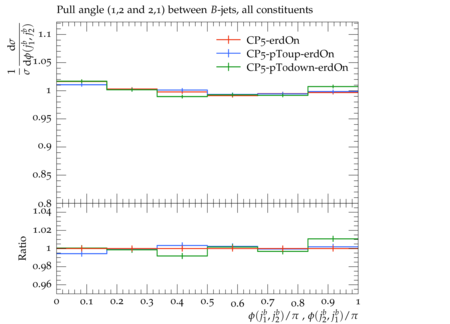 Pull angle (1,2 and 2,1) between B-jets, all constituents
1/σ dσ/dϕ(j₁ᵇ,j₂ᵇ)
CP5-erdOn
CP5-pToup-erdOn
CP5-pTodown-erdOn
1.1
1.05
1
0.95
0.9
0.85
0.8
Ratio
1.04
1.02
1
0.98
0.96
0 0.1 0.2 0.3 0.4 0.5 0.6 0.7 0.8 0.9 1
ϕ(j₁ᵇ,j₂ᵇ)/π , ϕ(j₂ᵇ,j₁ᵇ)/π